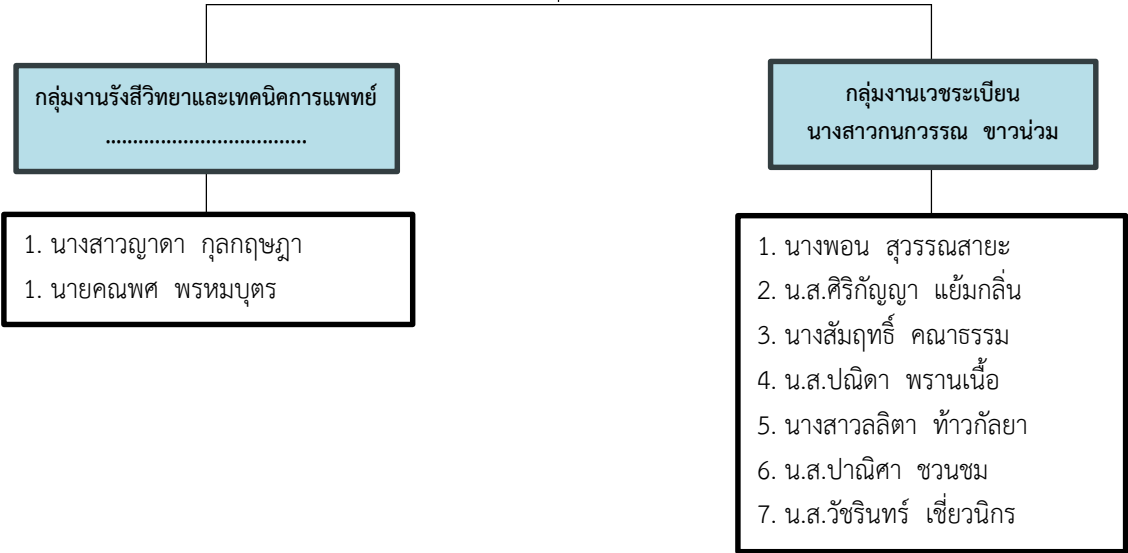 กลุ่มงานรังสีวิทยาและเทคนิคการแพทย์
......................................
1. นางสาวญาดา กุลกฤษฎา
1. นายคณพศ พรหมบุตร
กลุ่มงานเวชระเบียน
นางสาวกนกวรรณ ขาวน่วม
1. นางพอน สุวรรณสายะ
2. น.ส.ศิริกัญญา แย้มกลิ่น
3. นางสัมฤทธิ์ คณาธรรม
4. น.ส.ปณิดา พรานเนื้อ
5. นางสาวลลิตา ท้าวกัลยา
6. น.ส.ปาณิศา ชวนชม
7. น.ส.วัชรินทร์ เชี่ยวนิกร